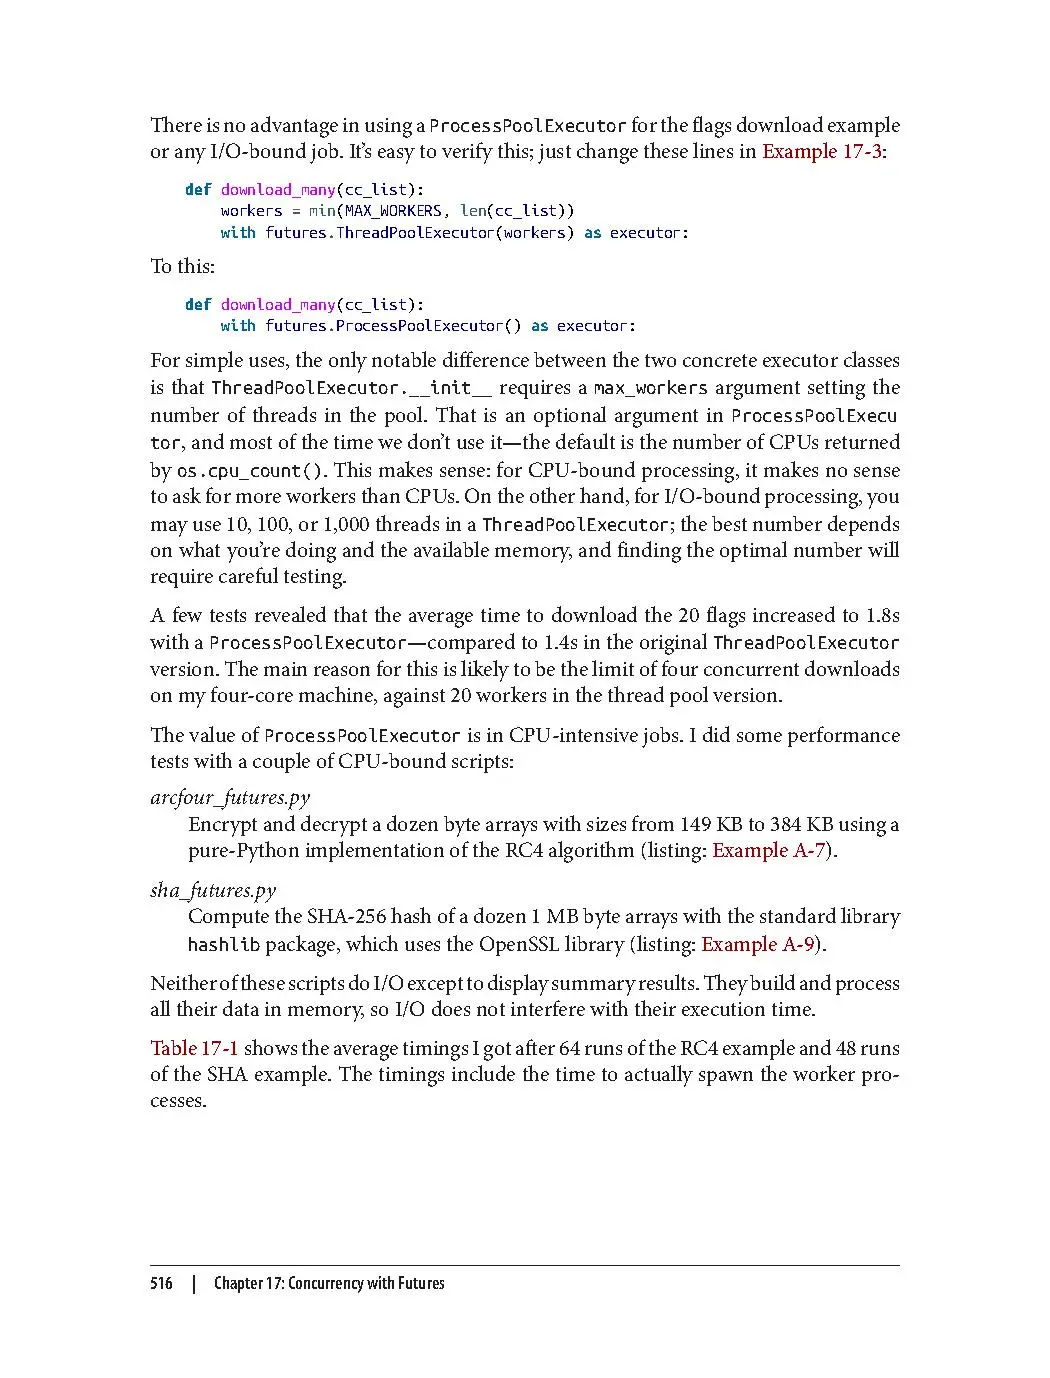 There is no advantage in using a ProcessPoolExecutor for the flags download example
or any I/O-bound job. It’s easy to verify this; just change these lines in Example 17-3:
def download_many(cc_list):
    workers = min(MAX_WORKERS, len(cc_list))
    with futures.ThreadPoolExecutor(workers) as executor:
To this:
def download_many(cc_list):
    with futures.ProcessPoolExecutor() as executor:
For simple uses, the only notable difference between the two concrete executor classes
is that ThreadPoolExecutor.__init__ requires a max_workers argument setting the
number of threads in the pool. That is an optional argument in ProcessPoolExecu
tor, and most of the time we don’t use it—the default is the number of CPUs returned
by os.cpu_count(). This makes sense: for CPU-bound processing, it makes no sense
to ask for more workers than CPUs. On the other hand, for I/O-bound processing, you
may use 10, 100, or 1,000 threads in a ThreadPoolExecutor; the best number depends
on what you’re doing and the available memory, and finding the optimal number will
require careful testing.
A few tests revealed that the average time to download the 20 flags increased to 1.8s
with a ProcessPoolExecutor—compared to 1.4s in the original ThreadPoolExecutor
version. The main reason for this is likely to be the limit of four concurrent downloads
on my four-core machine, against 20 workers in the thread pool version.
The value of ProcessPoolExecutor is in CPU-intensive jobs. I did some performance
tests with a couple of CPU-bound scripts:
arcfour_futures.py
Encrypt and decrypt a dozen byte arrays with sizes from 149 KB to 384 KB using a
pure-Python implementation of the RC4 algorithm (listing: Example A-7).
sha_futures.py
Compute the SHA-256 hash of a dozen 1 MB byte arrays with the standard library
hashlib package, which uses the OpenSSL library (listing: Example A-9).
Neither of these scripts do I/O except to display summary results. They build and process
all their data in memory, so I/O does not interfere with their execution time.
Table 17-1 shows the average timings I got after 64 runs of the RC4 example and 48 runs
of the SHA example. The timings include the time to actually spawn the worker pro-
cesses.
516 | Chapter 17: Concurrency with Futures